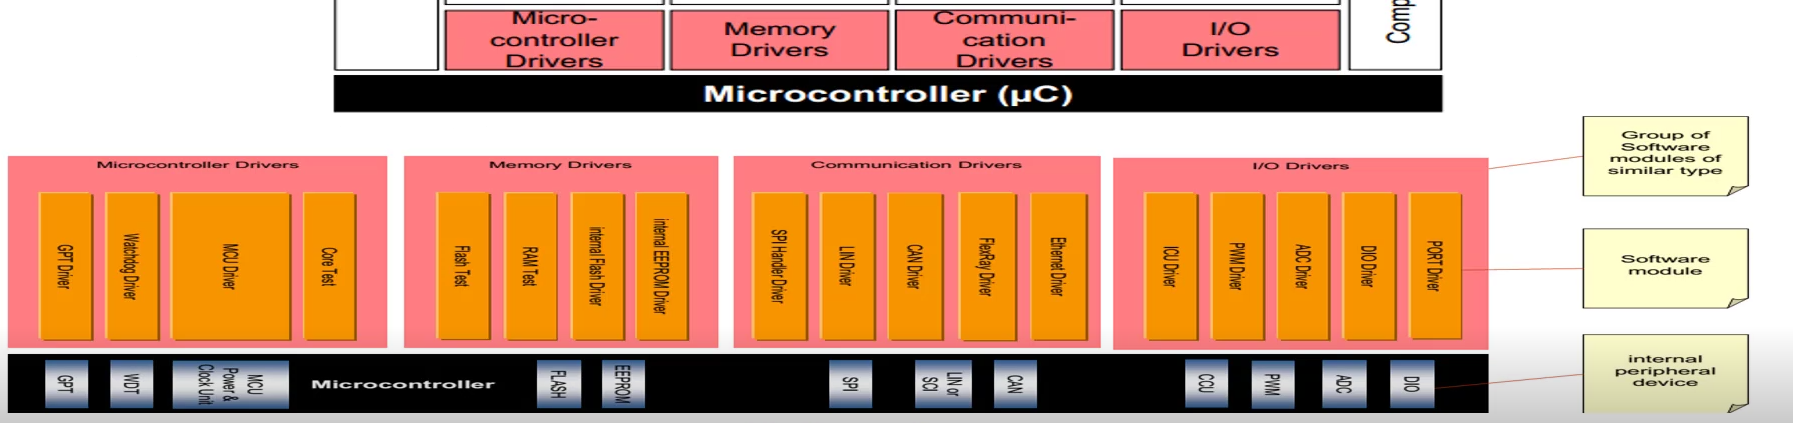 Micro-
controller
Drivers
Memory
Drivers
Communi-
cation
Drivers
I/O
Drivers
Comp
Microcontroller (µC)
Group of
Software
modules of
similar type
Microcontroller Drivers
Memory Drivers
Communication Drivers
I/O Drivers
GPT Driver
Watchdog Driver
MCU Driver
Core Test
Flash Test
RAM Test
internal Flash Driver
internal EEPROM Driver
SPI Handler Driver
LIN Driver
CAN Driver
FlexRay Driver
Ethernet Driver
ICU Driver
PWM Driver
ADC Driver
DIO Driver
PORT Driver
Software
module
GPT
WDT
MCU
Power &
Clock Unit
Microcontroller
FLASH
EEPROM
SPI
LIN or
SCI
CAN
CCU
PWM
ADC
DIO
internal
peripheral
device